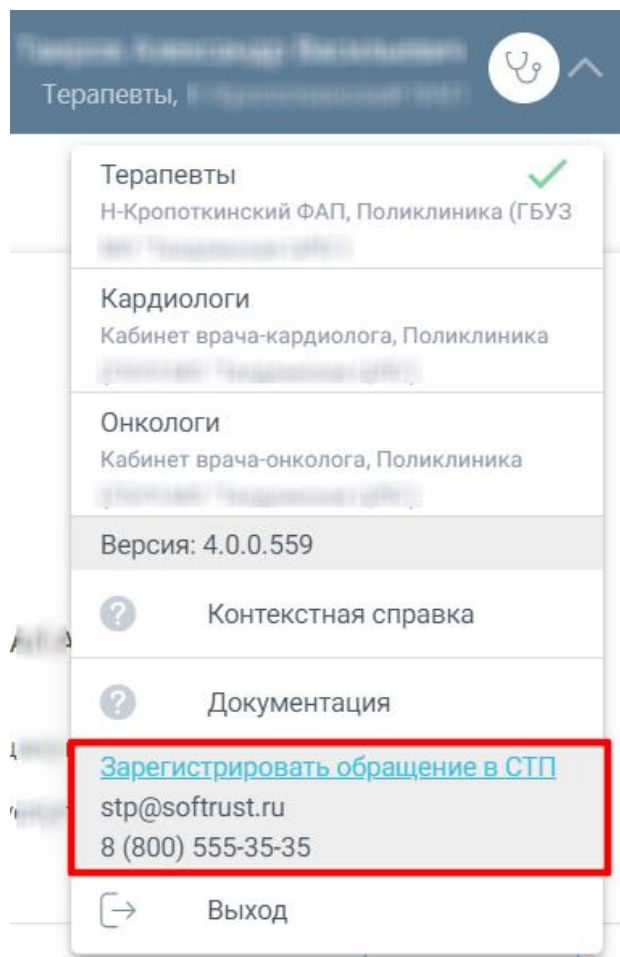 Терапевты,
Терапевты
Н-Кропоткинский ФАП, Поликлиника (ГБУЗ
Кардиологи
Кабинет врача-кардиолога, Поликлиника
Онкологи
Кабинет врача-онколога, Поликлиника
Версия: 4.0.0.559
Контекстная справка
Документация
Зарегистрировать обращение в СТП
stp@softrust.ru
8 (800) 555-35-35
Выход